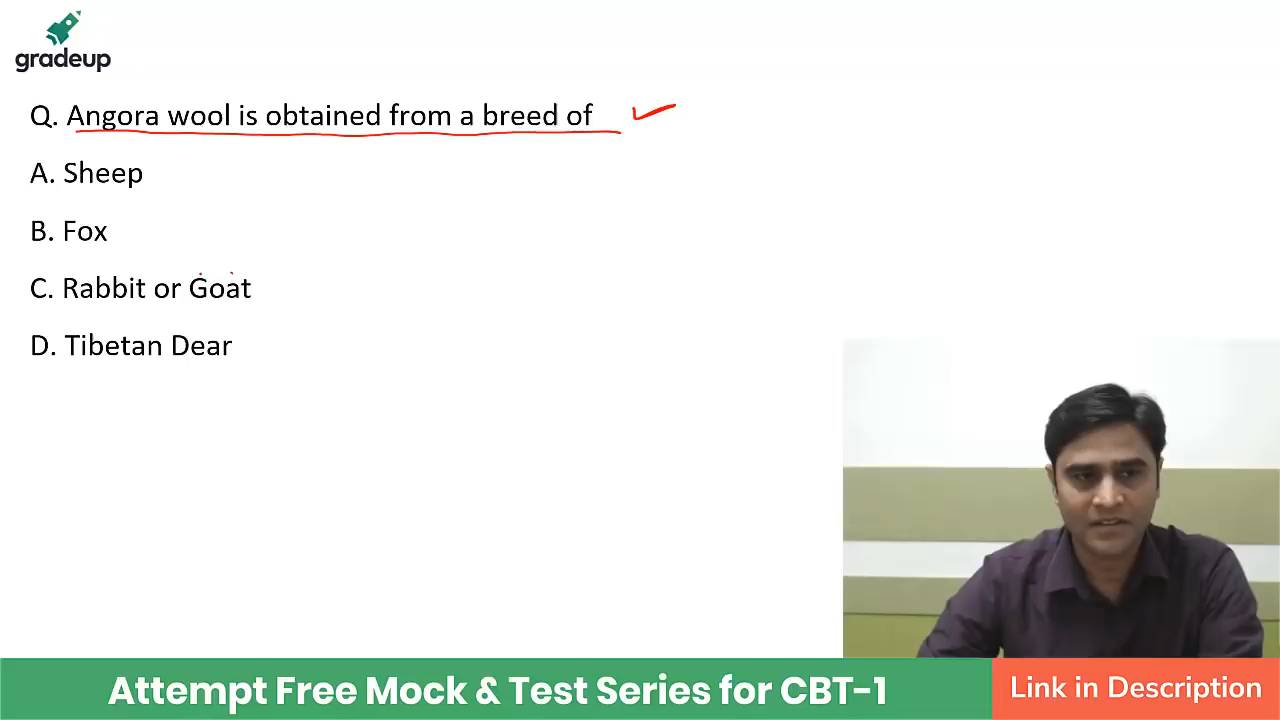 gradeup
Q. Angora wool is obtained from a breed of
A. Sheep
B. Fox
C. Rabbit or Goat
D. Tibetan Dear
Attempt Free Mock & Test Series for CBT-1
Link in Description